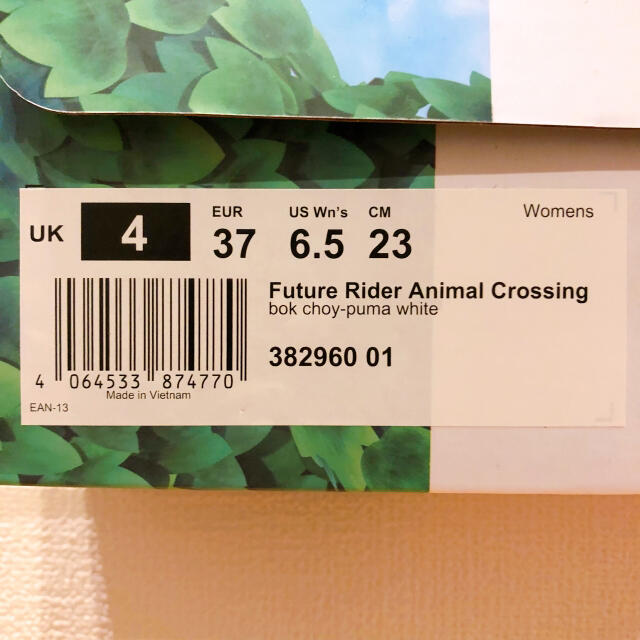 UK 4
EUR 37
US Wn's 6.5
CM 23
Womens
Future Rider Animal Crossing
bok choy-puma white
382960 01
4 064533 874770
Made in Vietnam
EAN-13